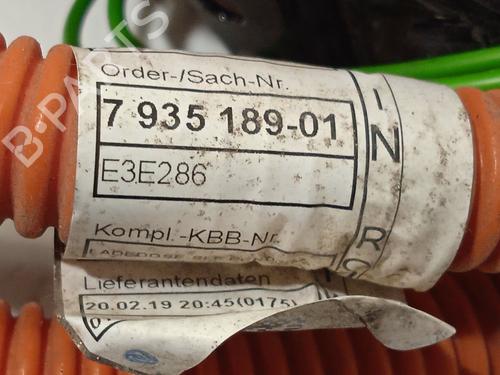 Order-/Sach-Nr.
7 935 189-01
E3E286
Kompl.-KBB-Nr.
Lieferantendaten
20.02.19 20:45(0175)
I
N
R
B-PARTS